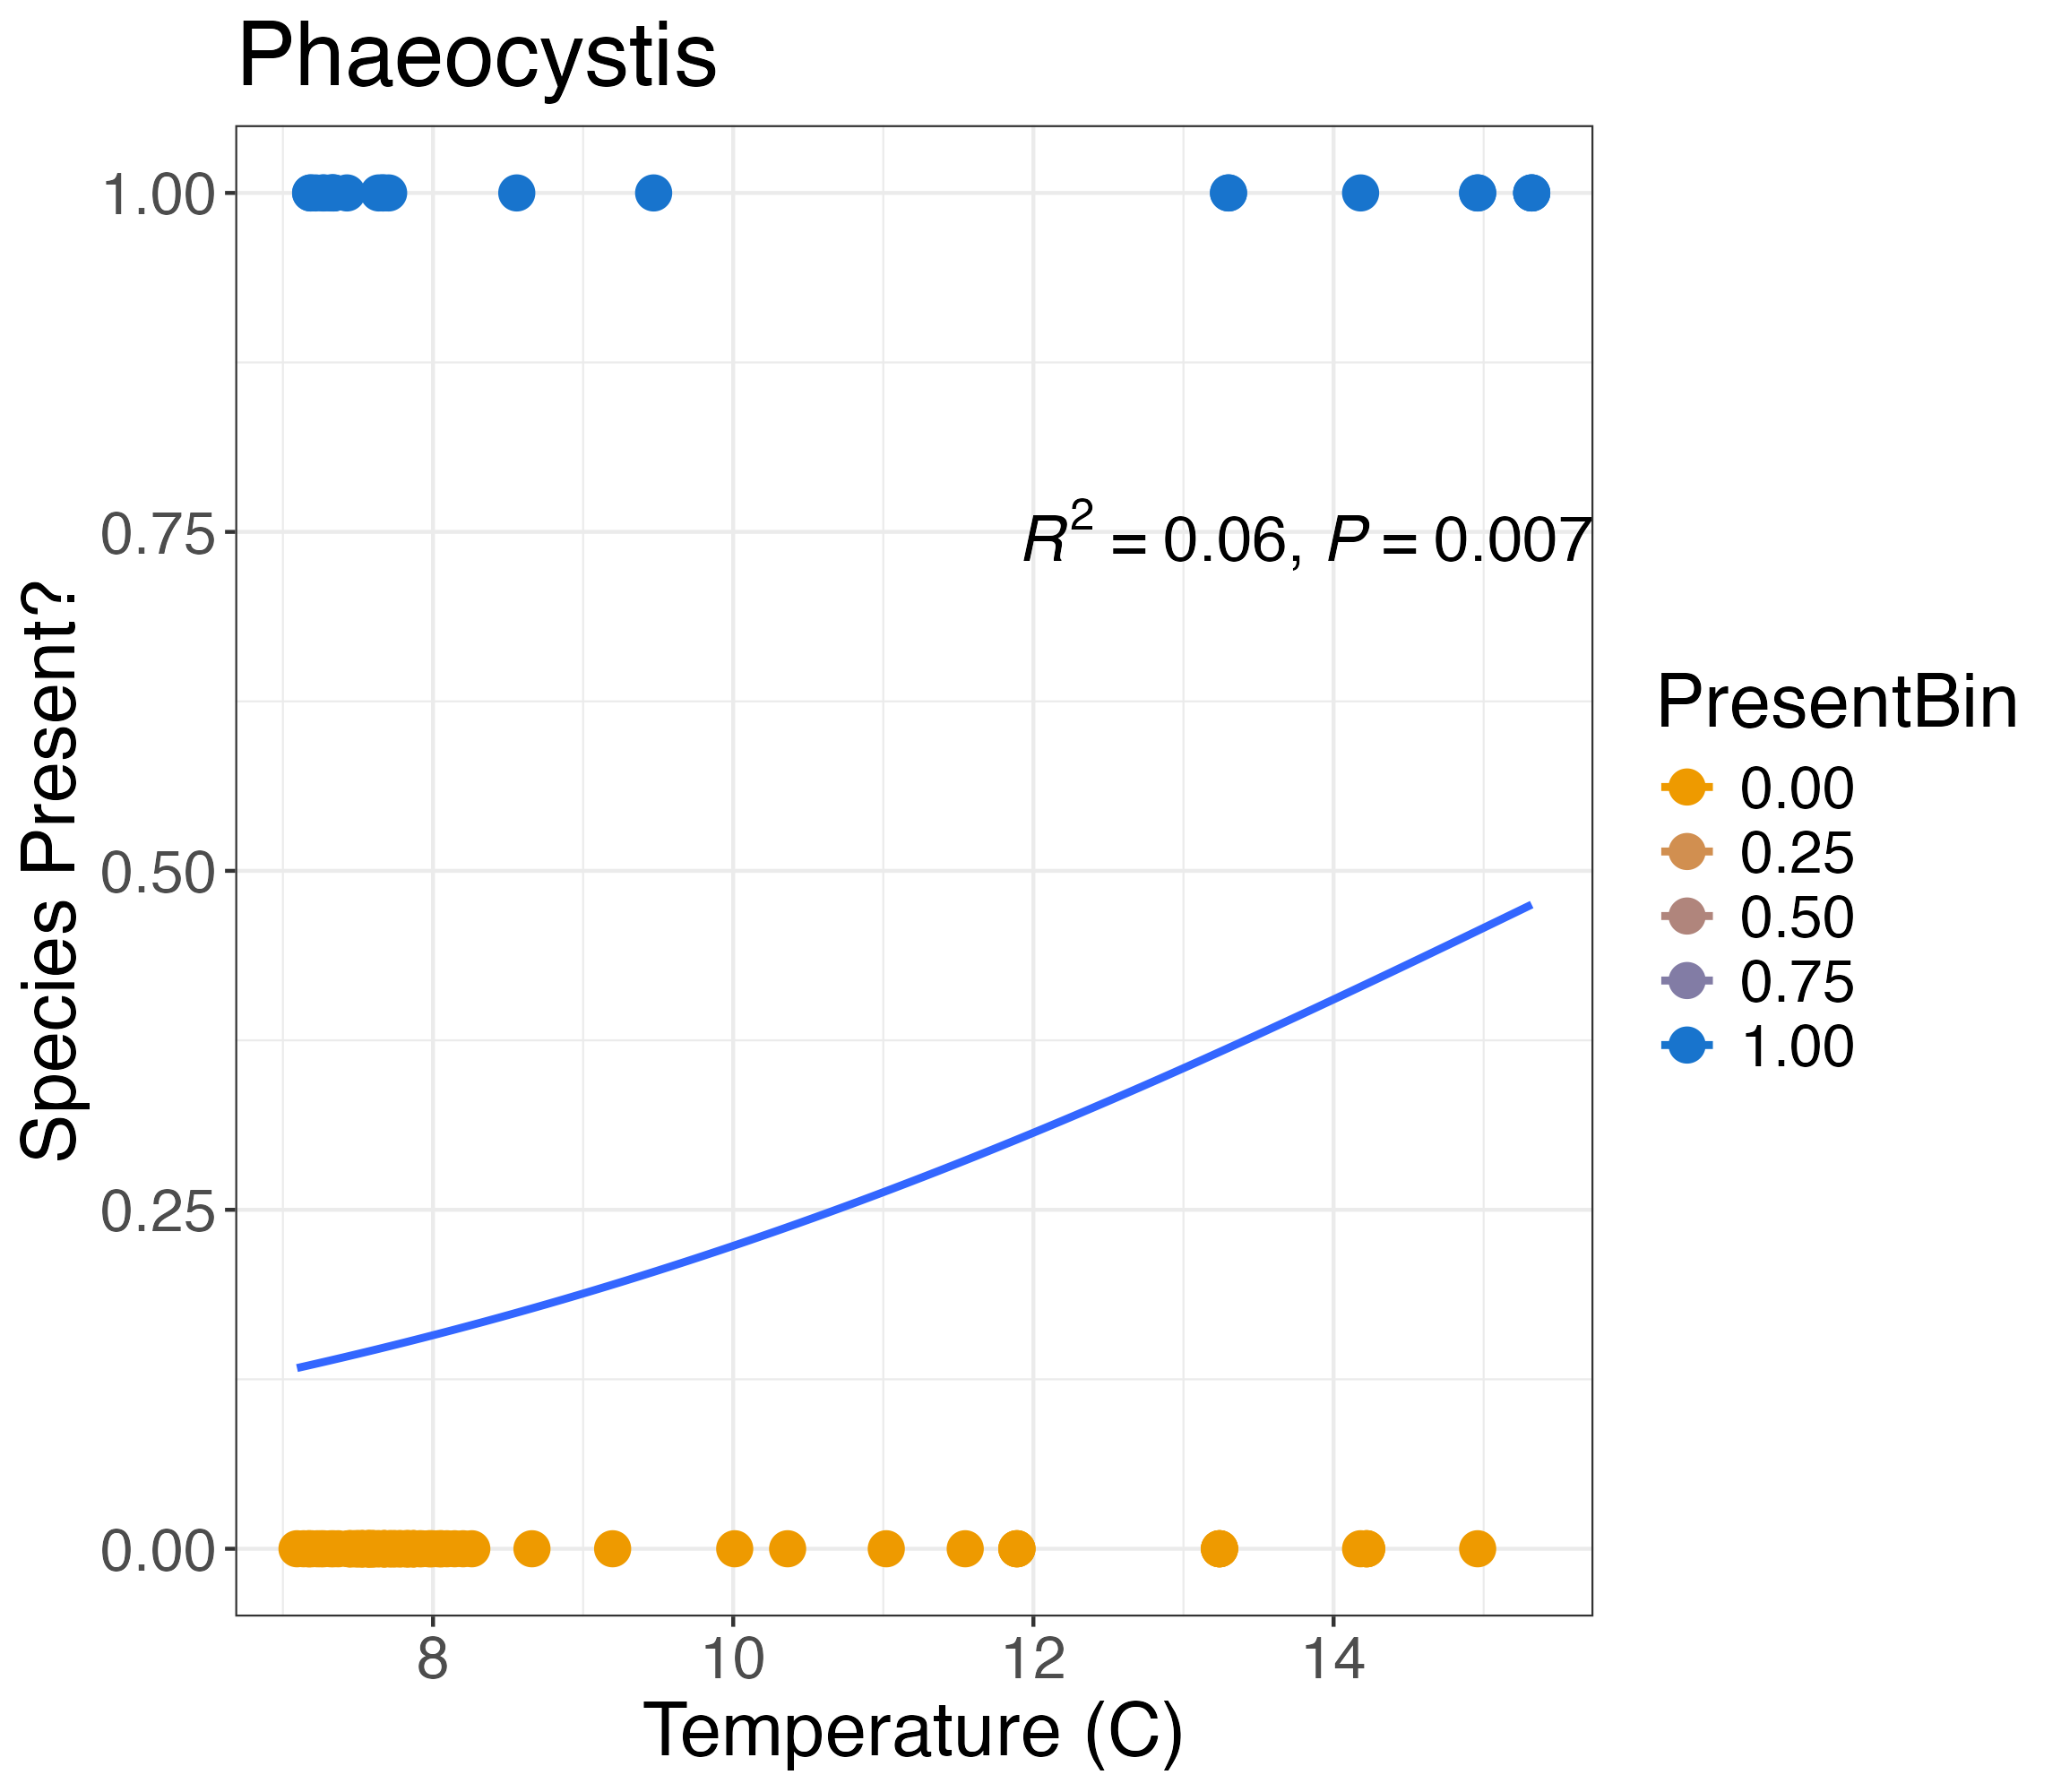 Phaeocystis
1.00
0.75
0.50
0.25
0.00
Species Present?
R² = 0.06, P = 0.007
8 10 12 14
Temperature (C)
PresentBin
0.00
0.25
0.50
0.75
1.00